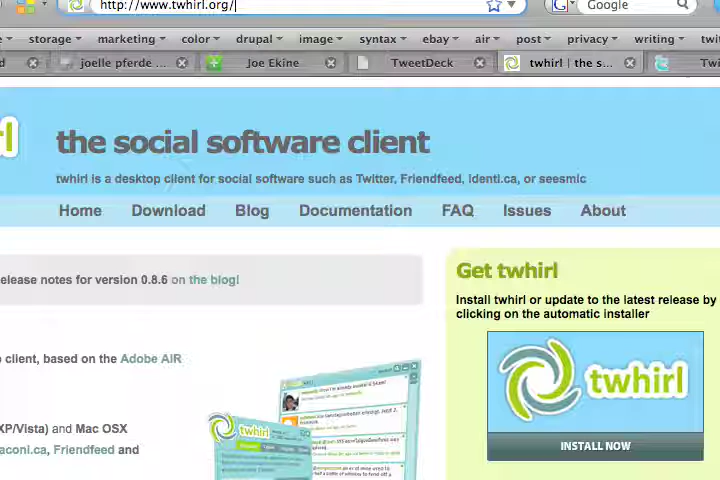 http://www.twhirl.org/
Google
storage marketing color drupal image syntax ebay air post privacy writing
joelle pferde ... Joe Ekine TweetDeck twhirl | the s...
the social software client
twhirl is a desktop client for social software such as Twitter, Friendfeed, identi.ca, or seesmic
Home Download Blog Documentation FAQ Issues About
elease notes for version 0.8.6 on the blog!
Get twhirl
Install twhirl or update to the latest release by
clicking on the automatic installer
client, based on the Adobe AIR
twhirl
XP/Vista) and Mac OSX
aconi.ca, Friendfeed and
twhirl
INSTALL NOW